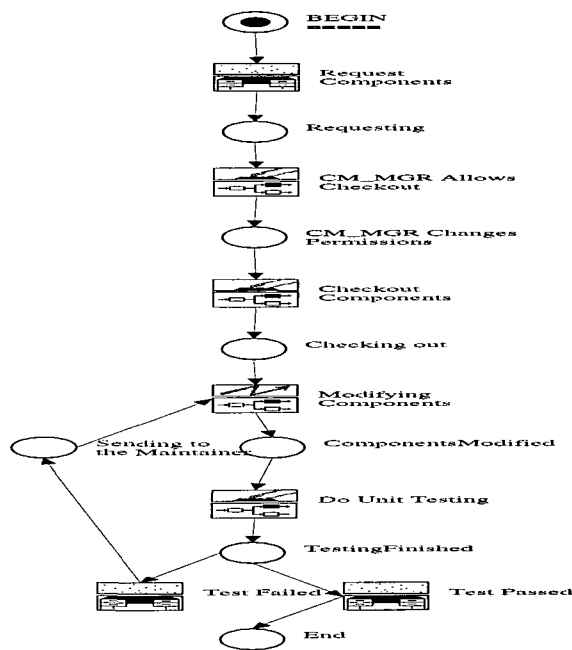 BEGIN
Request
Components
Requesting
CM_MGR Allows
Checkout
CM_MGR Changes
Permissions
Checkout
Components
Checking out
Modifying
Components
Sending to
the Maintainer
ComponentsModified
Do Unit Testing
TestingFinished
Test Failed
Test Passed
End